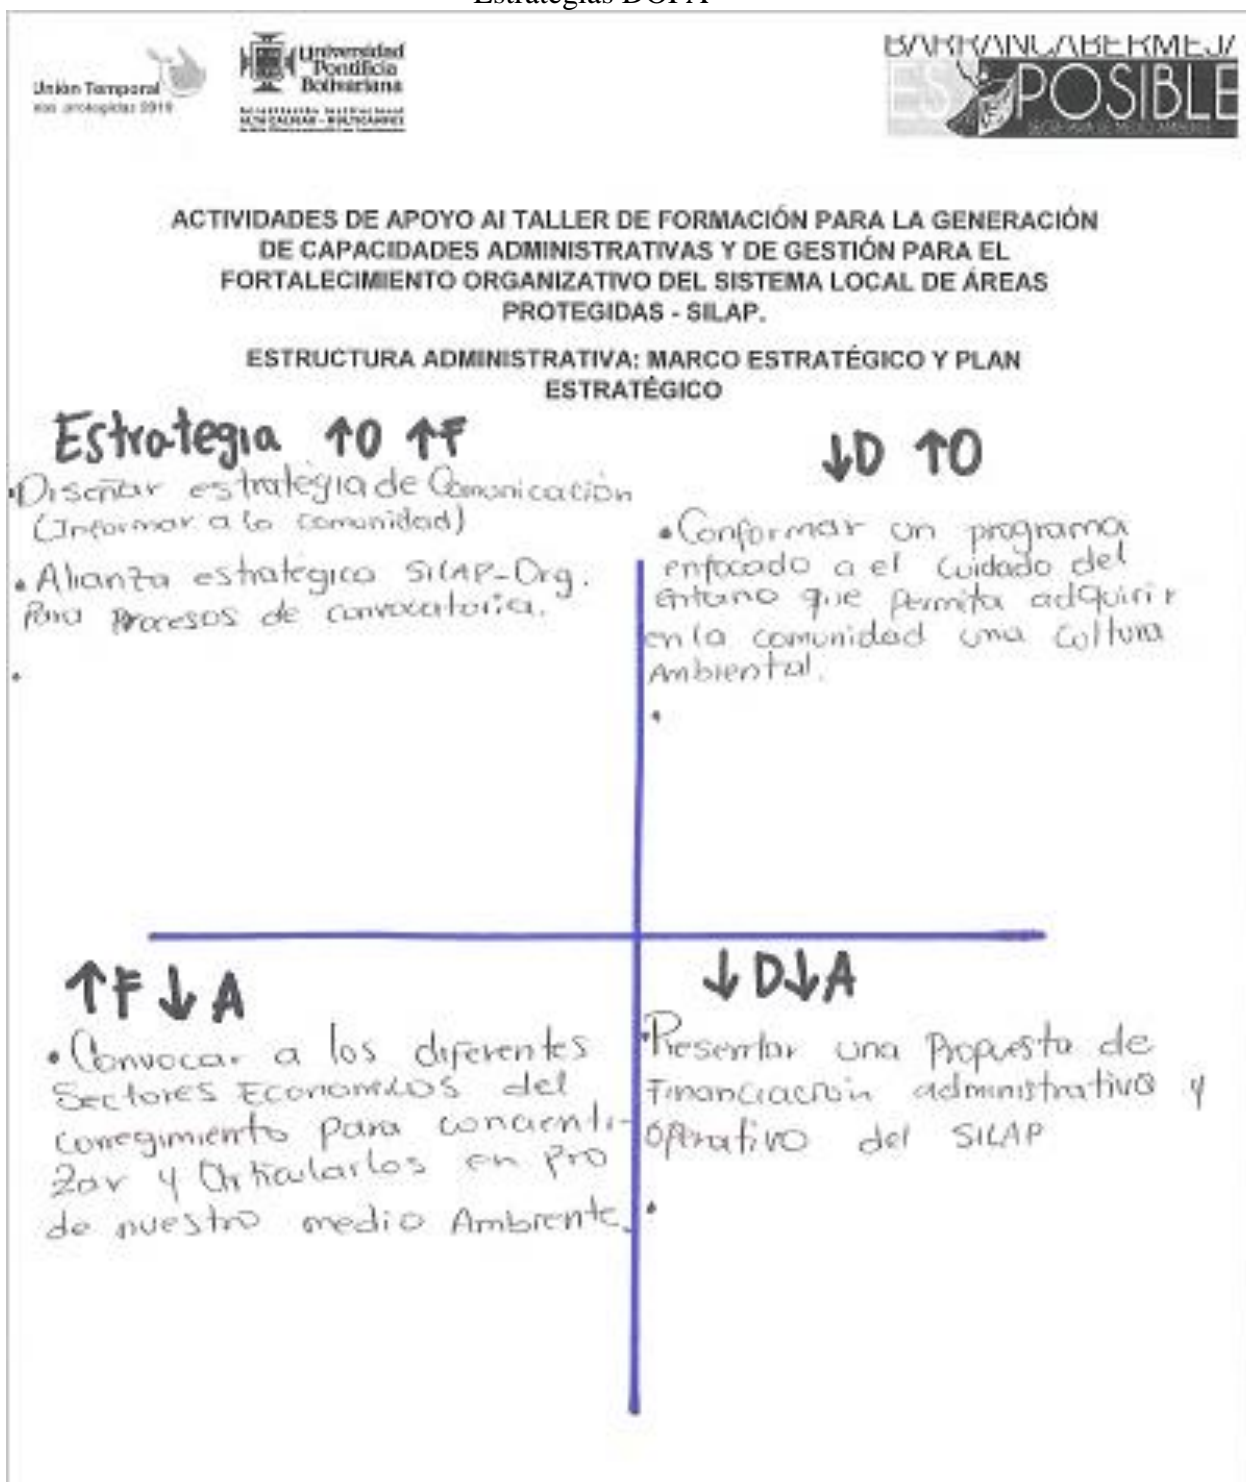 Estrategias DOFA
Unión Temporal
Universidad
Pontificia
Bolivariana
BARRANCABERMEJA
ES POSIBLE
ACTIVIDADES DE APOYO Al TALLER DE FORMACIÓN PARA LA GENERACIÓN
DE CAPACIDADES ADMINISTRATIVAS Y DE GESTIÓN PARA EL
FORTALECIMIENTO ORGANIZATIVO DEL SISTEMA LOCAL DE ÁREAS
PROTEGIDAS - SILAP.
ESTRUCTURA ADMINISTRATIVA: MARCO ESTRATÉGICO Y PLAN
ESTRATÉGICO
Estrategia ↑O ↑F
• Diseñar estrategia de Comunicación
(Informar a la comunidad)
• Alianza estrategica SILAP-Org.
Para Procesos de convocatoria.
•
↓D ↑O
• Conformar un programa
enfocado a el cuidado del
entorno que permita adquirir
en la comunidad una Cultura
Ambiental.
•
↑F ↓A
• Convocar a los diferentes
Sectores Economicos del
corregimiento para concienti-
zar y Articularlos en pro
de nuestro medio Ambiente.
↓D↓A
• Presentar una Propuesta de
Financiación administrativa y
operativo del SILAP
•